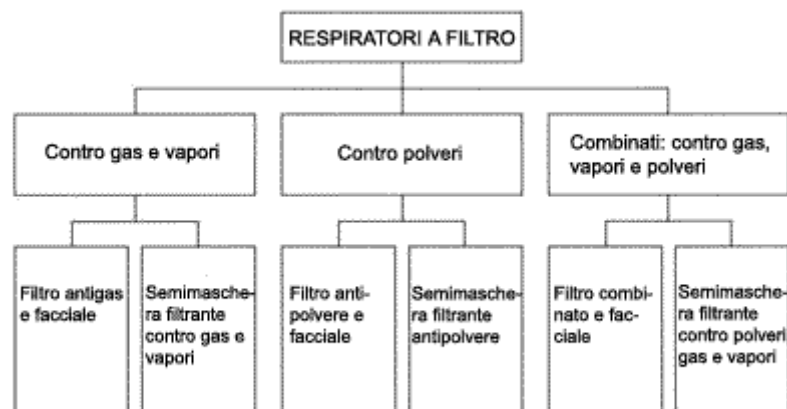 RESPIRATORI A FILTRO
Contro gas e vapori
Contro polveri
Combinati: contro gas,
vapori e polveri
Filtro antigas
e facciale
Semimasche-
ra filtrante
contro gas e
vapori
Filtro anti-
polvere e
facciale
Semimasche-
ra filtrante
antipolvere
Filtro combi-
nato e fac-
ciale
Semimasche-
ra filtrante
contro polveri
gas e vapori